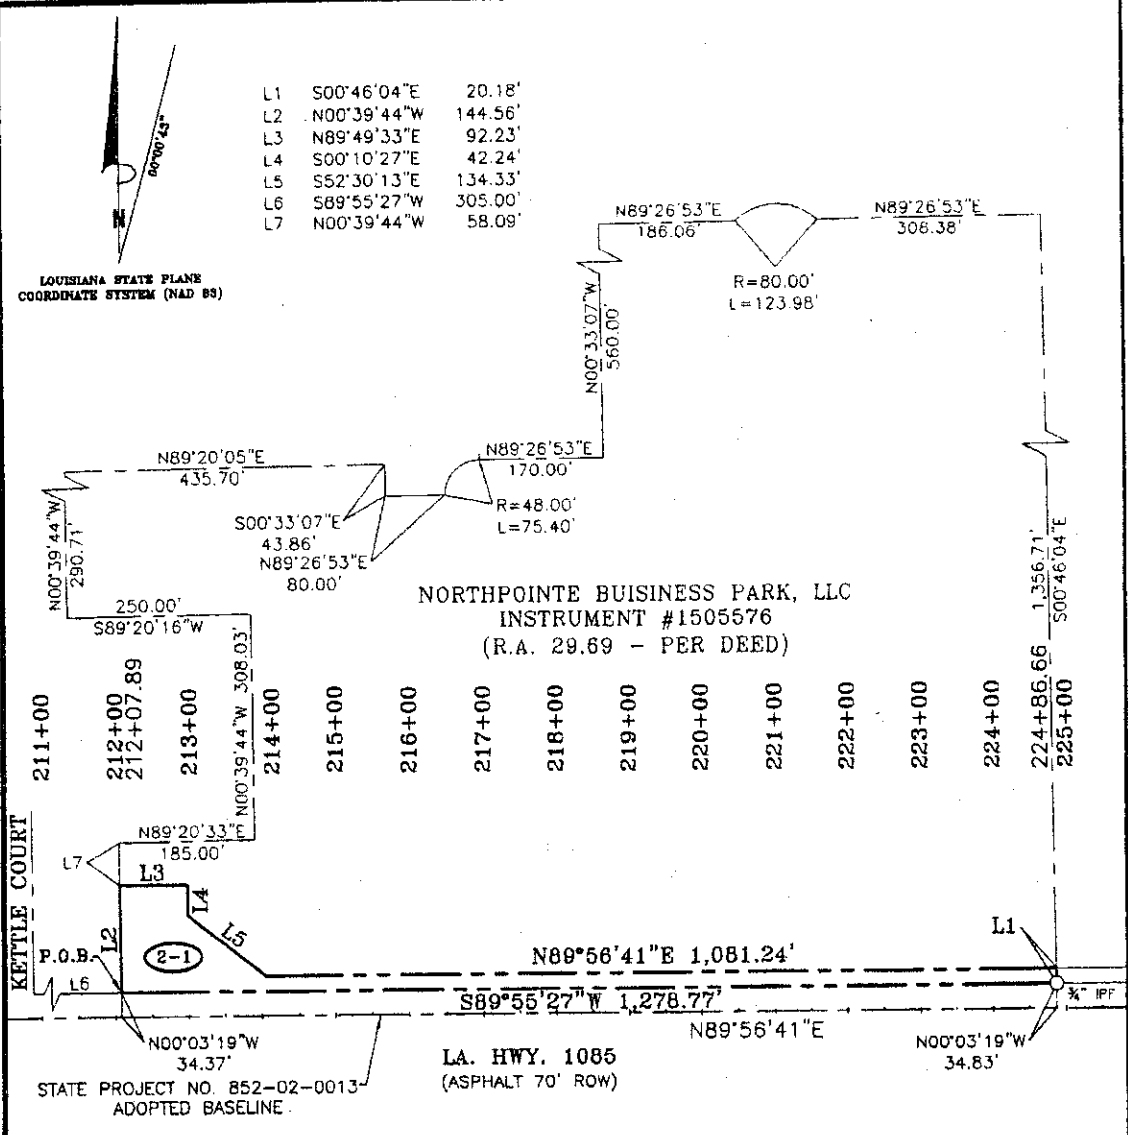 00°00'43"
N
LOUISIANA STATE PLANE
COORDINATE SYSTEM (NAD 83)
L1 S00°46'04"E 20.18'
L2 N00°39'44"W 144.56'
L3 N89°49'33"E 92.23'
L4 S00°10'27"E 42.24'
L5 S52°30'13"E 134.33'
L6 S89°55'27"W 305.00'
L7 N00°39'44"W 58.09'
N89°26'53"E
186.06'
N89°26'53"E
306.38'
R=80.00'
L=123.98'
N00°33'07"W
560.00'
N89°20'05"E
435.70'
N89°26'53"E
170.00'
R=48.00'
L=75.40'
S00°33'07"E
43.86'
N89°26'53"E
80.00'
N00°39'44"W
290.71'
250.00'
S89°20'16"W
N00°39'44"W 308.03'
1,356.71'
S00°46'04"E
NORTHPOINTE BUISINESS PARK, LLC
INSTRUMENT #1505576
(R.A. 29.69 - PER DEED)
211+00
212+00
212+07.89
213+00
214+00
215+00
216+00
217+00
218+00
219+00
220+00
221+00
222+00
223+00
224+00
224+86.66
225+00
KETTLE COURT
N89°20'33"E
185.00'
L7
L3
L4
L2
L5
P.O.B.
2-1
L6
L1
N89°56'41"E 1,081.24'
S89°55'27"W 1,278.77'
3/4" IPF
N89°56'41"E
N00°03'19"W
34.37'
N00°03'19"W
34.83'
LA. HWY. 1085
(ASPHALT 70' ROW)
STATE PROJECT NO. 852-02-0013
ADOPTED BASELINE